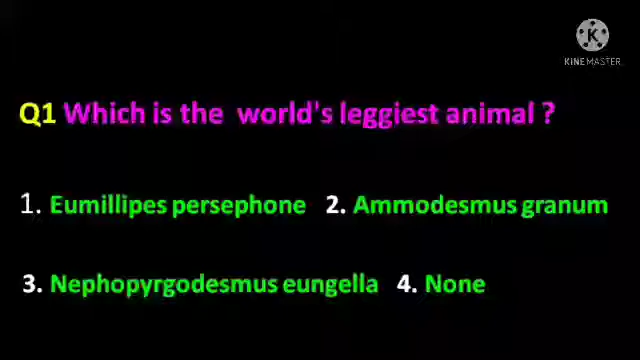 KINEMASTER
Q1 Which is the world's leggiest animal ?
1. Eumillipes persephone 2. Ammodesmus granum
3. Nephopyrgodesmus eungella 4. None